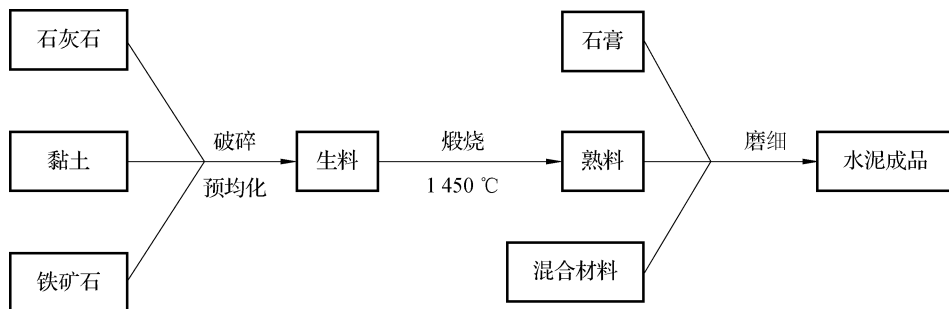 石灰石
黏土
铁矿石
破碎
预均化
生料
煅烧
1 450 ℃
石膏
熟料
混合材料
磨细
水泥成品